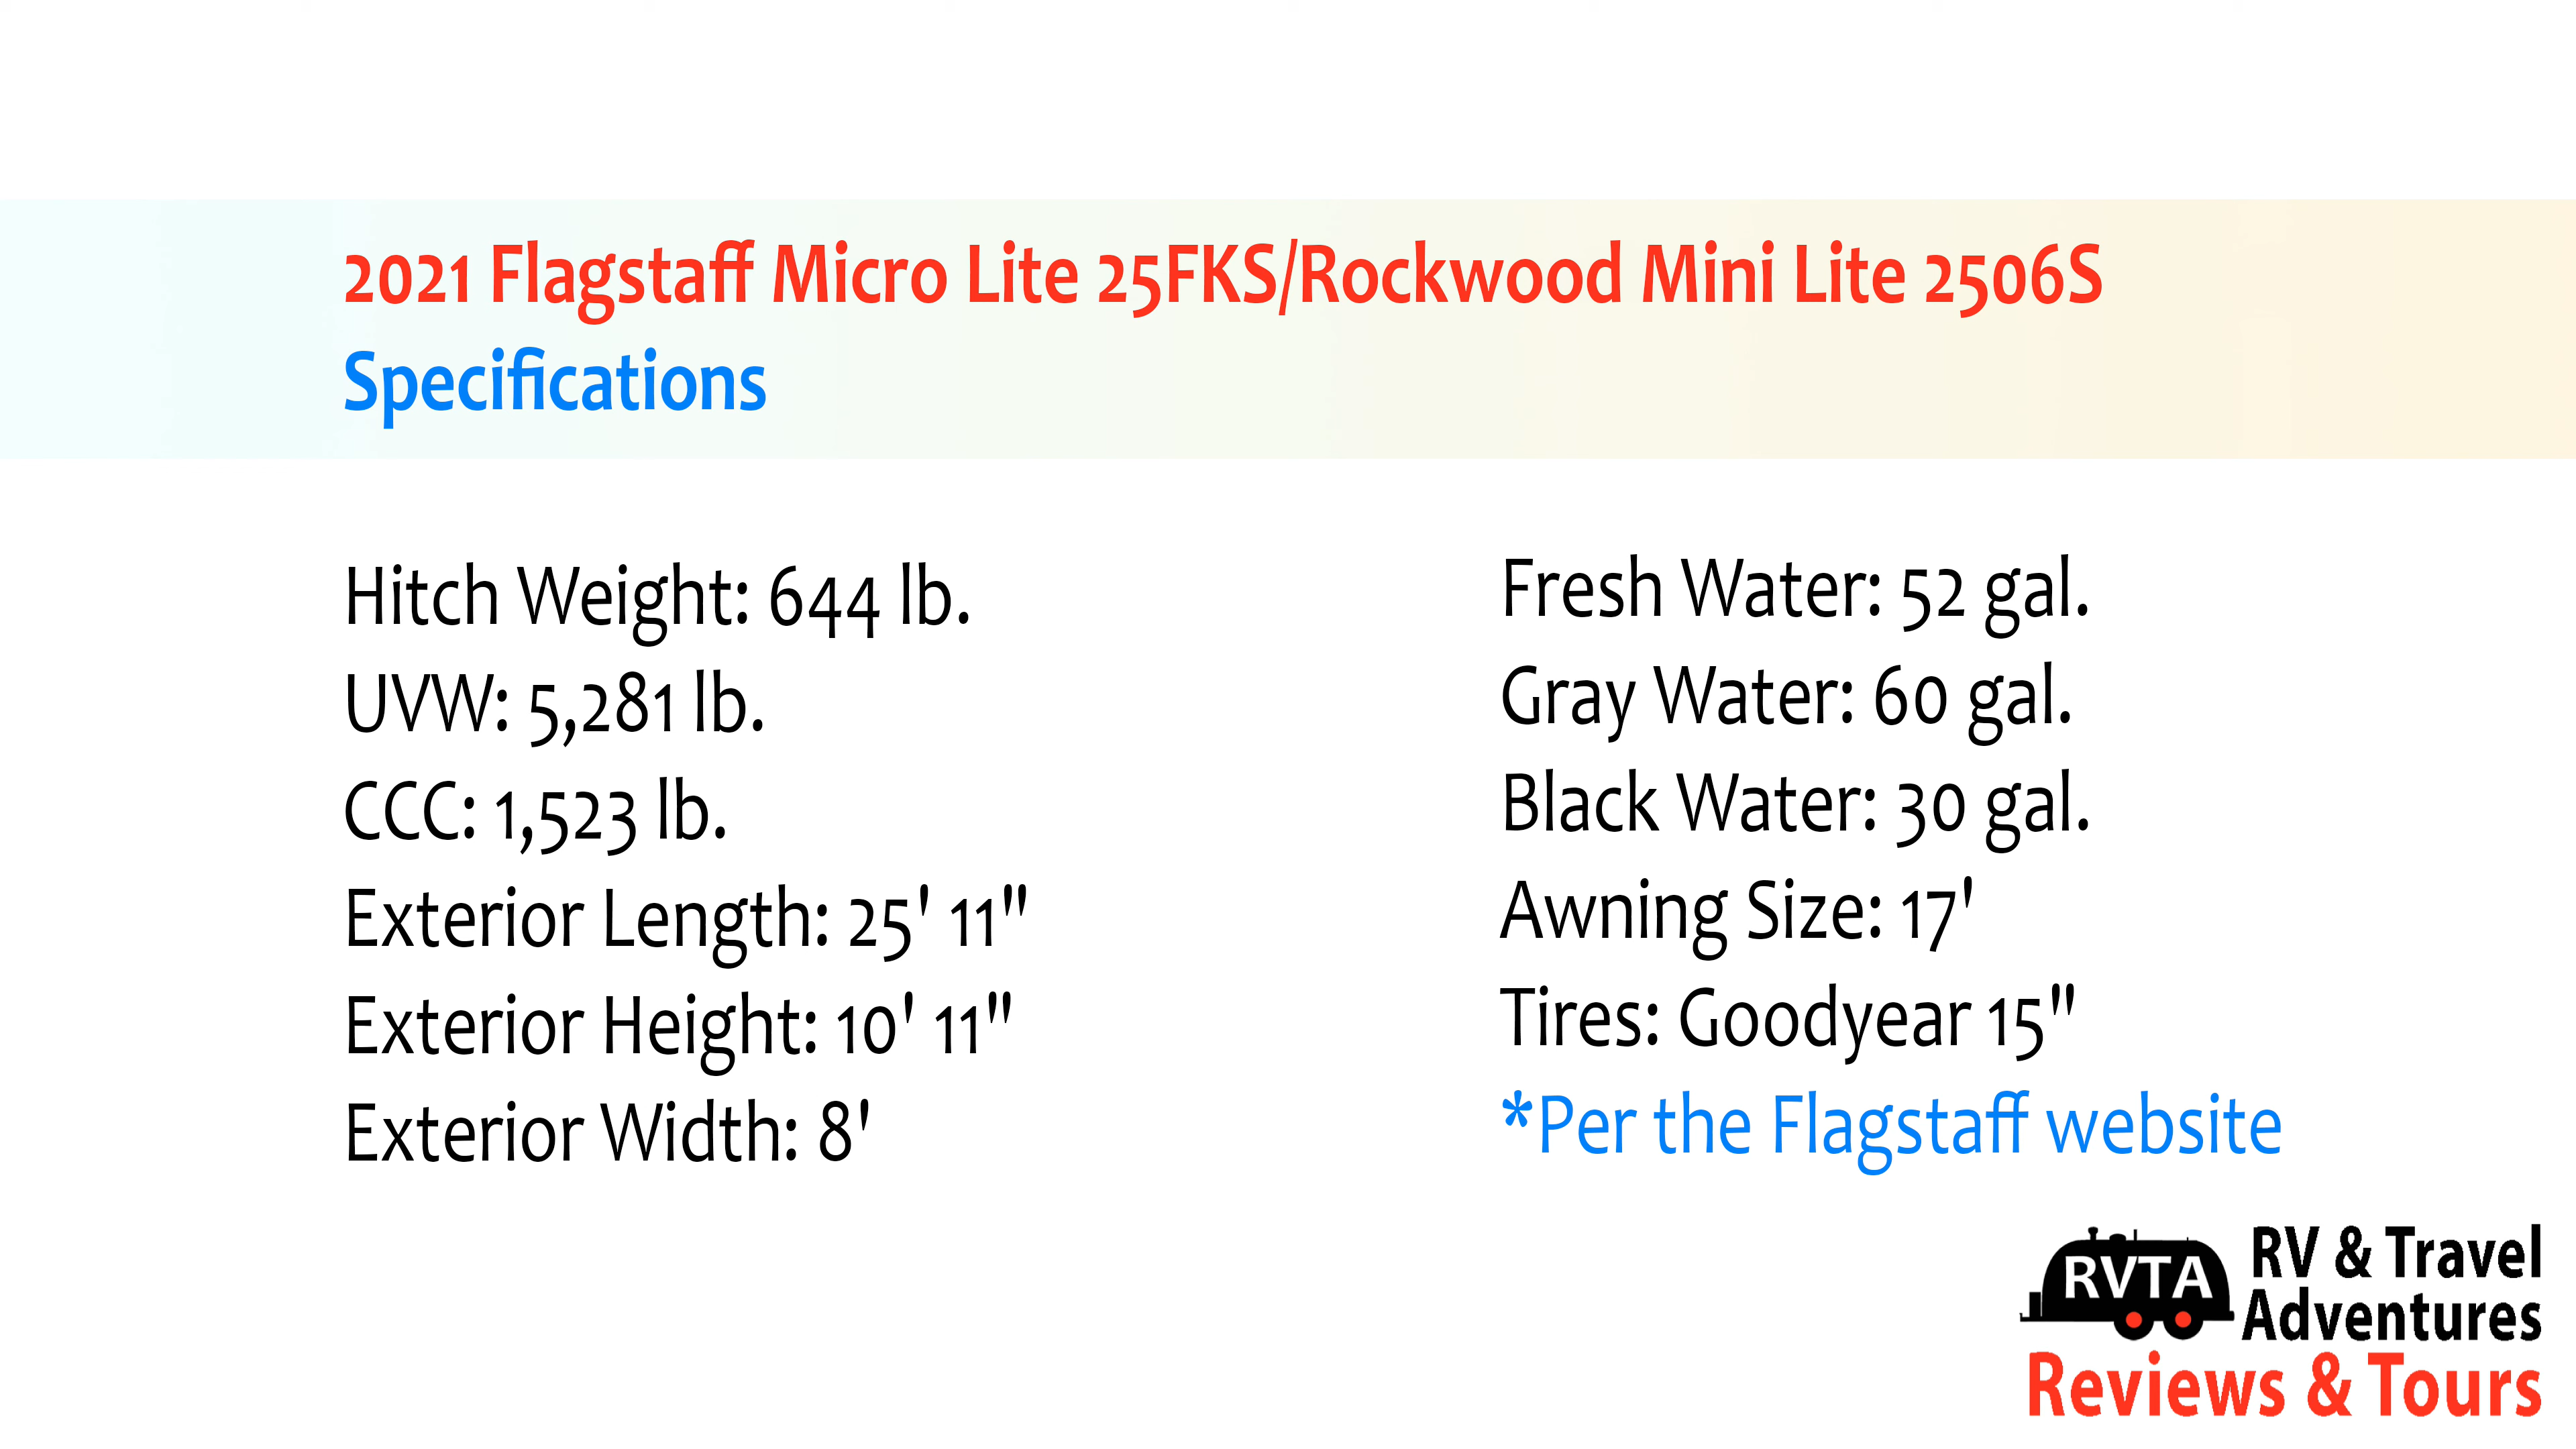 2021 Flagstaff Micro Lite 25FKS/Rockwood Mini Lite 2506S
Specifications
Hitch Weight: 644 lb.
UVW: 5,281 lb.
CCC: 1,523 lb.
Exterior Length: 25' 11"
Exterior Height: 10' 11"
Exterior Width: 8'
Fresh Water: 52 gal.
Gray Water: 60 gal.
Black Water: 30 gal.
Awning Size: 17'
Tires: Goodyear 15"
*Per the Flagstaff website
RVTA
RV & Travel
Adventures
Reviews & Tours